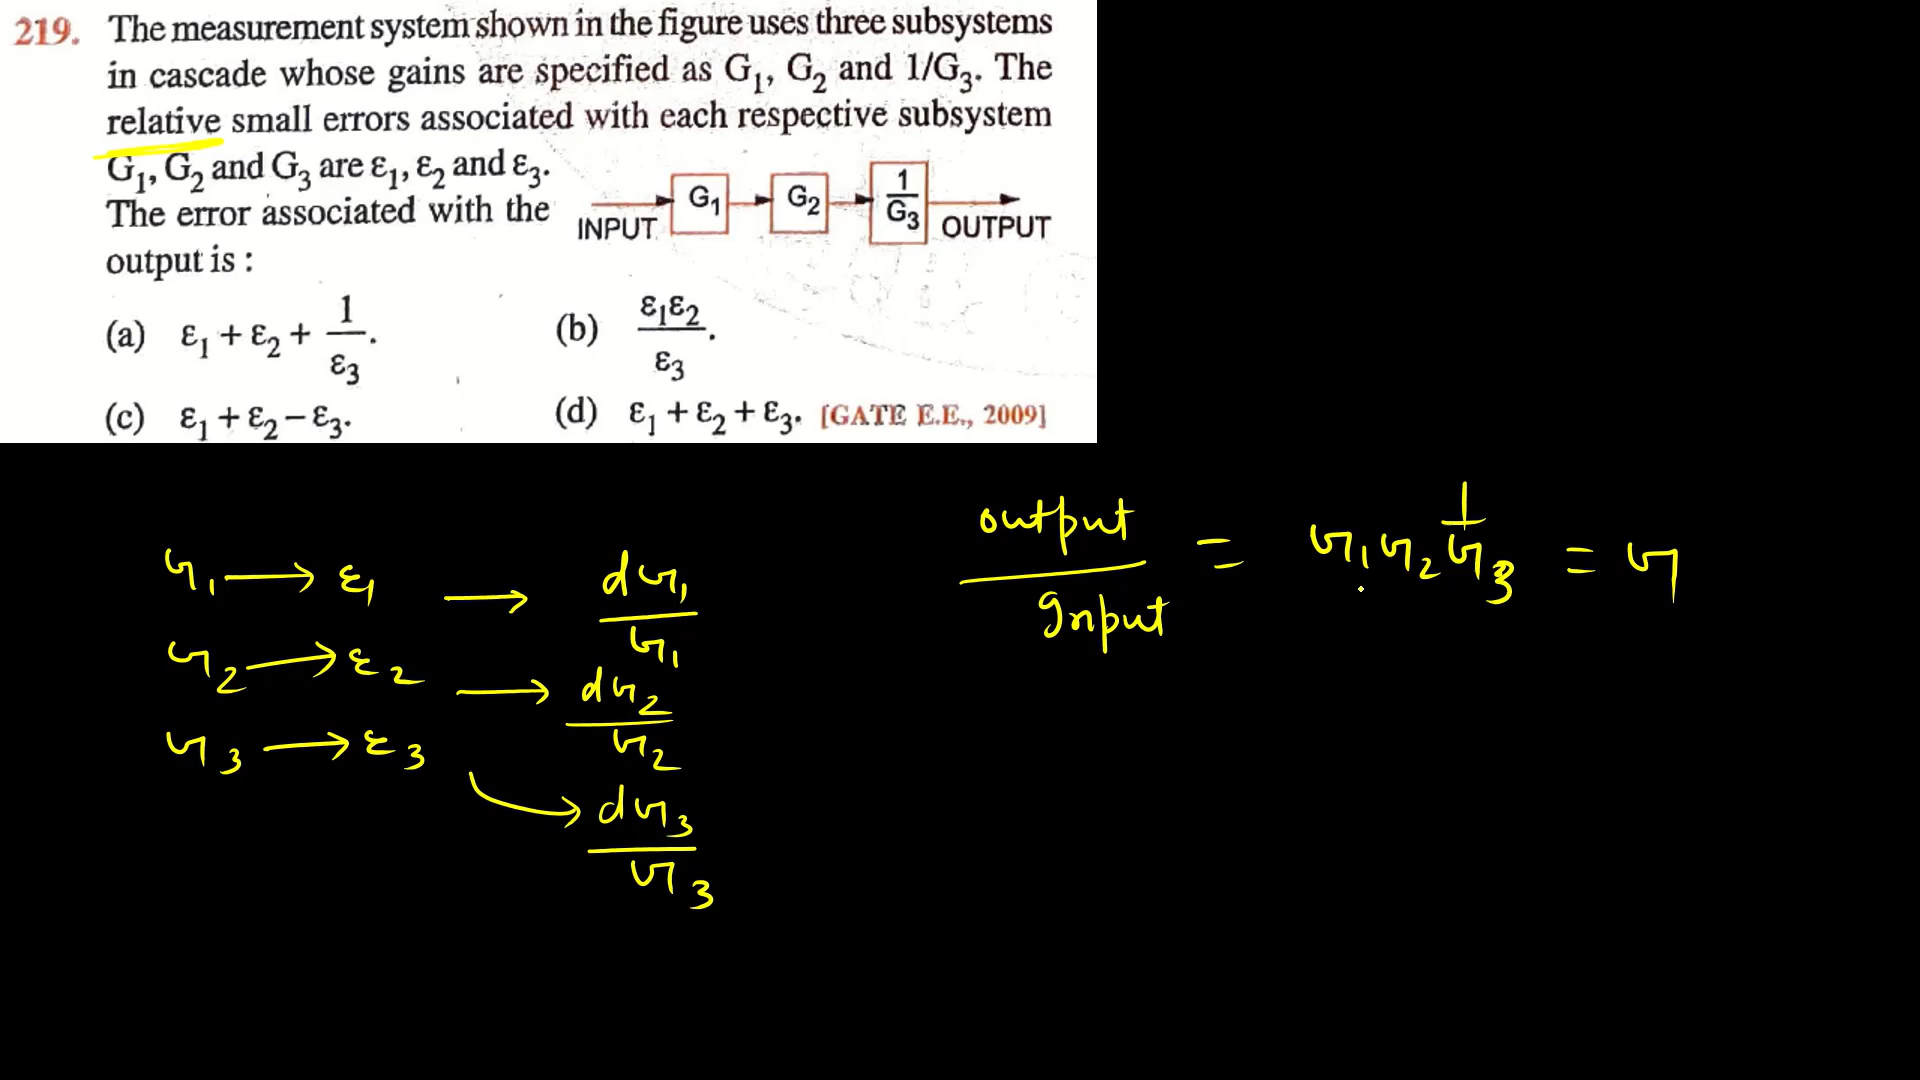 219. The measurement system shown in the figure uses three subsystems
in cascade whose gains are specified as G₁, G₂ and 1/G₃. The
relative small errors associated with each respective subsystem
G₁, G₂ and G₃ are ε₁, ε₂ and ε₃.
The error associated with the
output is :
INPUT G₁ G₂ 1/G₃ OUTPUT
(a) ε₁ + ε₂ + 1/ε₃.
(b) ε₁ε₂/ε₃.
(c) ε₁ + ε₂ – ε₃.
(d) ε₁ + ε₂ + ε₃. [GATE E.E., 2009]
output/Input = G₁G₂ 1/G₃ = G
G₁ → ε₁ → dG₁/G₁
G₂ → ε₂ → dG₂/G₂
G₃ → ε₃ → dG₃/G₃